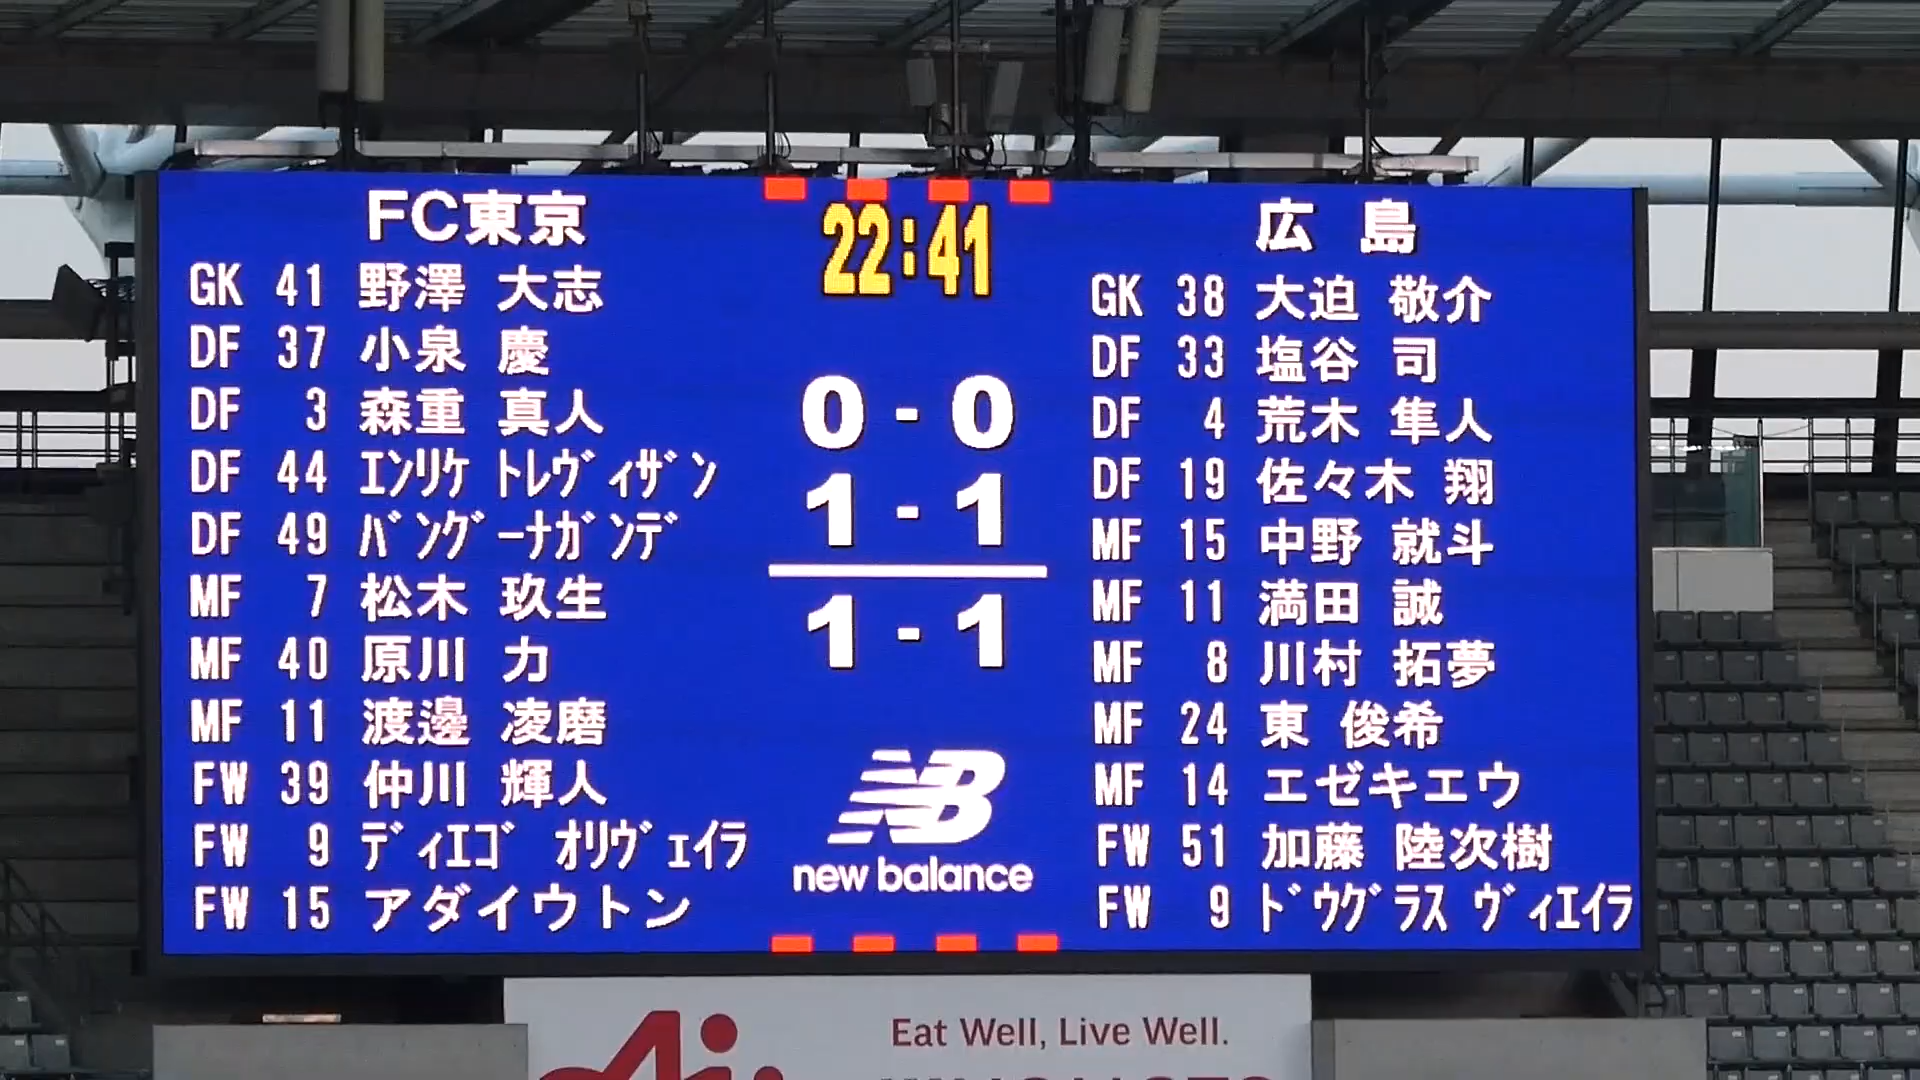 FC東京
GK 41 野澤 大志
DF 37 小泉 慶
DF 3 森重 真人
DF 44 ｴﾝﾘｹ ﾄﾚｳﾞｨｻﾞﾝ
DF 49 ﾊﾞﾝｸﾞｰﾅｶﾞﾝﾃﾞ
MF 7 松木 玖生
MF 40 原川 力
MF 11 渡邊 凌磨
FW 39 仲川 輝人
FW 9 ﾃﾞｨｴｺﾞ ｵﾘｳﾞｪｲﾗ
FW 15 アダイウトン
22:41
0 - 0
1 - 1
1 - 1
NB
new balance
広 島
GK 38 大迫 敬介
DF 33 塩谷 司
DF 4 荒木 隼人
DF 19 佐々木 翔
MF 15 中野 就斗
MF 11 満田 誠
MF 8 川村 拓夢
MF 24 東 俊希
MF 14 エゼキエウ
FW 51 加藤 陸次樹
FW 9 ﾄﾞｳｸﾞﾗｽ ｳﾞｨｴｲﾗ
Eat Well, Live Well.